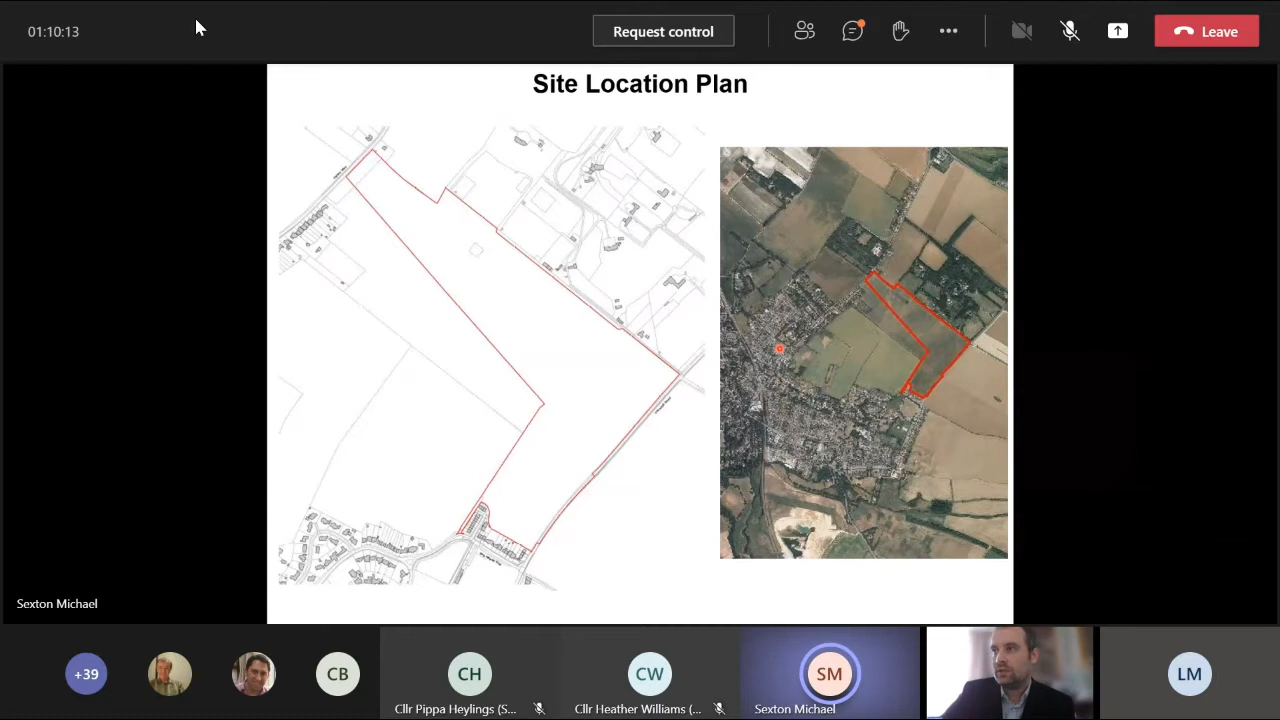 01:10:13
Request control
Leave
Site Location Plan
Sexton Michael
+39
CB
CH
CW
SM
LM
Cllr Pippa Heylings (S...
Cllr Heather Williams (...
Sexton Michael